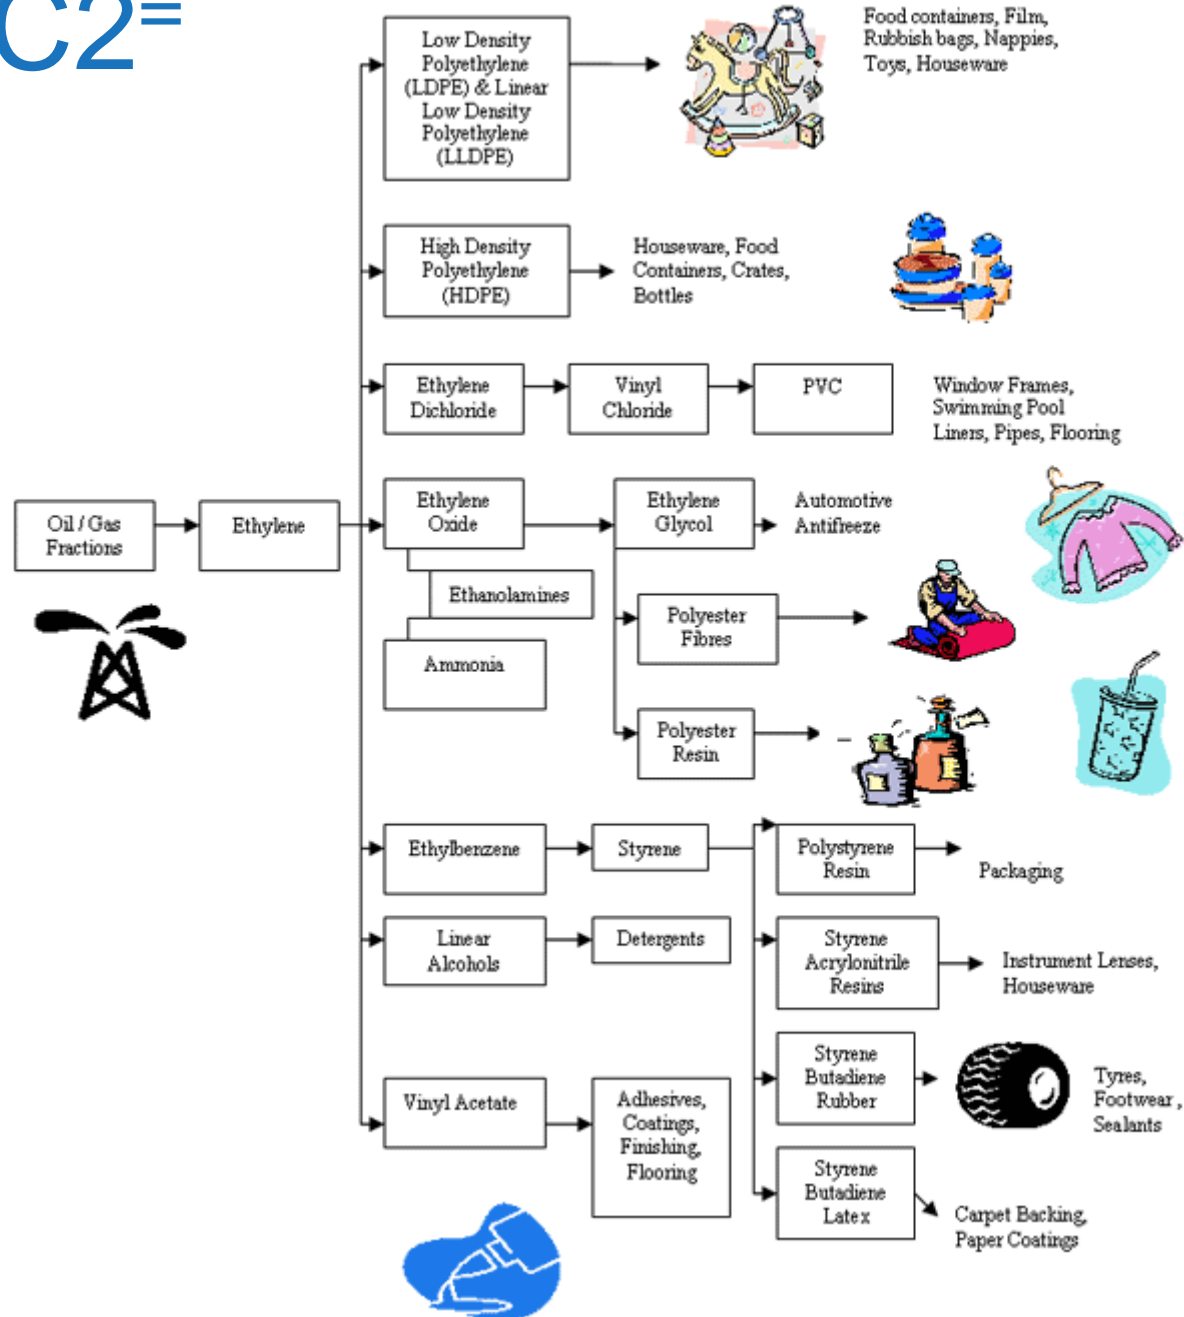 C2=
Low Density
Polyethylene
(LDPE) & Linear
Low Density
Polyethylene
(LLDPE)
Food containers, Film,
Rubbish bags, Nappies,
Toys, Houseware
High Density
Polyethylene
(HDPE)
Houseware, Food
Containers, Crates,
Bottles
Ethylene
Dichloride
Vinyl
Chloride
PVC
Window Frames,
Swimming Pool
Liners, Pipes, Flooring
Oil / Gas
Fractions
Ethylene
Ethylene
Oxide
Ethylene
Glycol
Automotive
Antifreeze
Ethanolamines
Ammonia
Polyester
Fibres
Polyester
Resin
Ethylbenzene
Styrene
Polystyrene
Resin
Packaging
Linear
Alcohols
Detergents
Styrene
Acrylonitrile
Resins
Instrument Lenses,
Houseware
Styrene
Butadiene
Rubber
Tyres,
Footwear,
Sealants
Vinyl Acetate
Adhesives,
Coatings,
Finishing,
Flooring
Styrene
Butadiene
Latex
Carpet Backing,
Paper Coatings